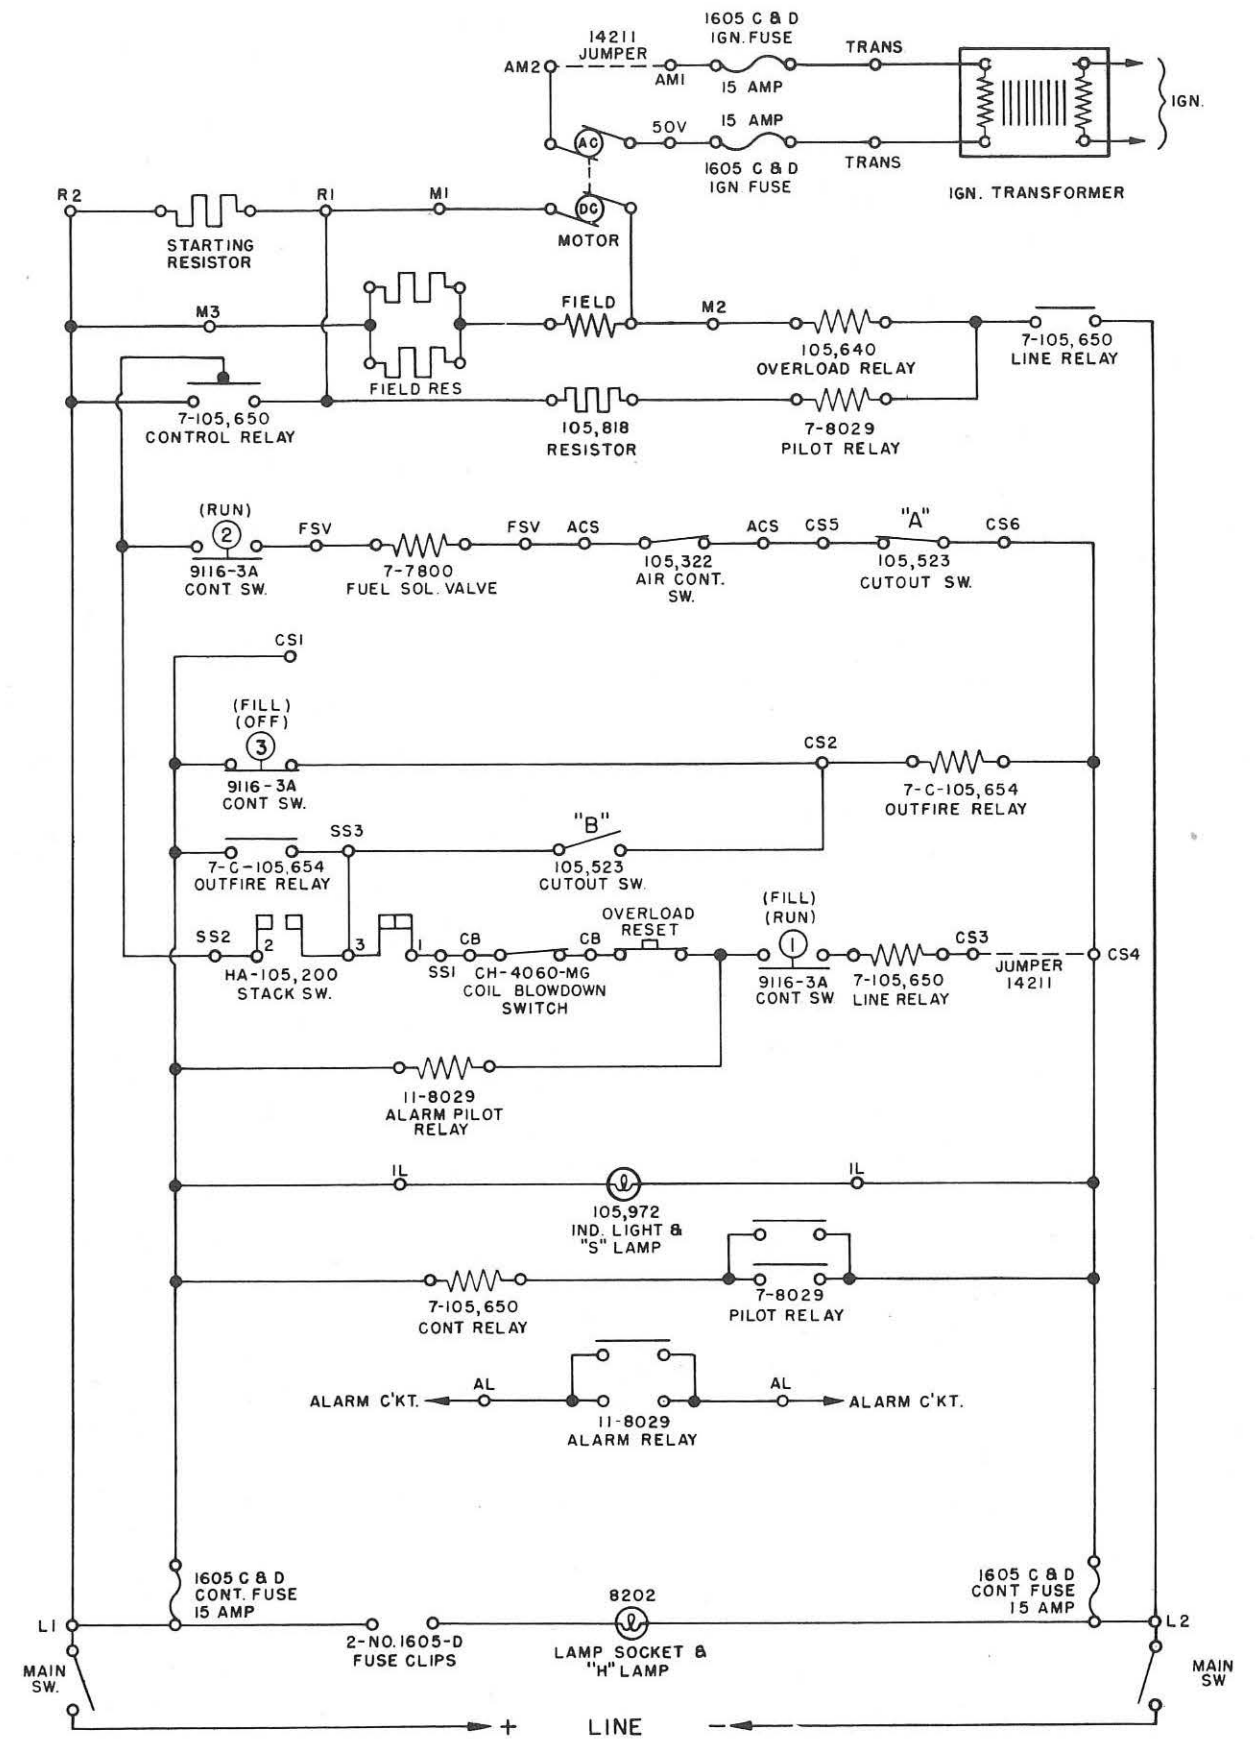 1605 C & D
IGN. FUSE
14211
JUMPER
TRANS
AM2
AM1
15 AMP
IGN.
15 AMP
50V
AC
1605 C & D
IGN. FUSE
TRANS
IGN. TRANSFORMER
R2
R1
M1
DC
STARTING
RESISTOR
MOTOR
M3
FIELD
M2
7-105,650
LINE RELAY
105,640
OVERLOAD RELAY
FIELD RES
7-105,650
CONTROL RELAY
105,818
RESISTOR
7-8029
PILOT RELAY
(RUN)
2
FSV
FSV
ACS
ACS
CS5
"A"
CS6
9116-3A
CONT SW.
7-7800
FUEL SOL. VALVE
105,322
AIR CONT.
SW.
105,523
CUTOUT SW.
CS1
(FILL)
(OFF)
3
CS2
9116-3A
CONT SW.
7-C-105,654
OUTFIRE RELAY
SS3
"B"
7-C-105,654
OUTFIRE RELAY
105,523
CUTOUT SW.
OVERLOAD
RESET
(FILL)
(RUN)
1
SS2
2
3
1
SS1
CB
CB
CS3
CS4
HA-105,200
STACK SW.
CH-4060-MG
COIL BLOWDOWN
SWITCH
9116-3A
CONT SW
7-105,650
LINE RELAY
JUMPER
14211
11-8029
ALARM PILOT
RELAY
IL
IL
105,972
IND. LIGHT &
"S" LAMP
7-105,650
CONT RELAY
7-8029
PILOT RELAY
ALARM C'KT.
AL
AL
ALARM C'KT.
11-8029
ALARM RELAY
1605 C & D
CONT. FUSE
15 AMP
1605 C & D
CONT FUSE
15 AMP
L1
8202
L2
2-NO. 1605-D
FUSE CLIPS
LAMP SOCKET &
"H" LAMP
MAIN
SW.
MAIN
SW
+ LINE -